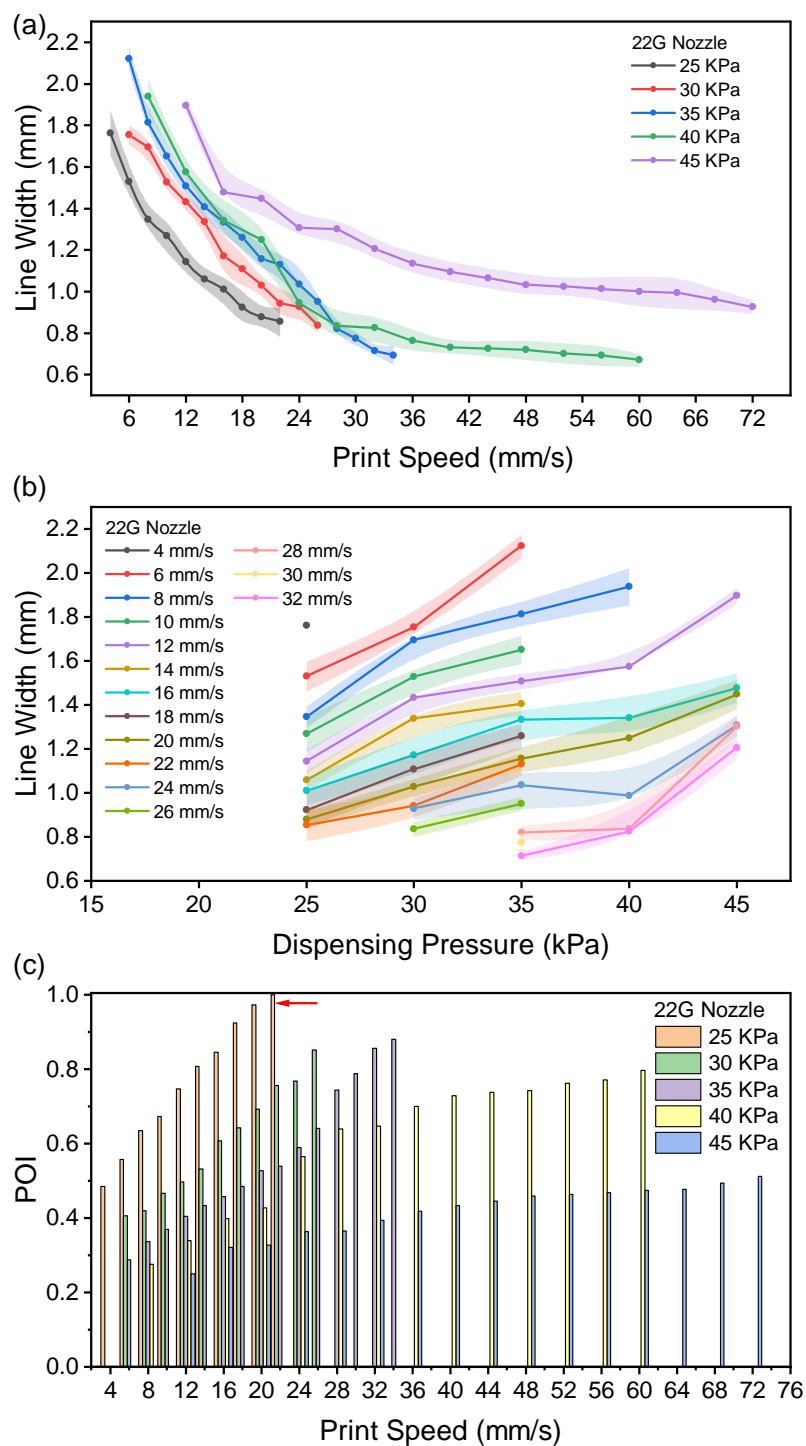 (a)
2.2
2.0
1.8
1.6
1.4
1.2
1.0
0.8
0.6
Line Width (mm)
22G Nozzle
25 KPa
30 KPa
35 KPa
40 KPa
45 KPa
6 12 18 24 30 36 42 48 54 60 66 72
Print Speed (mm/s)
(b)
2.2
2.0
1.8
1.6
1.4
1.2
1.0
0.8
0.6
Line Width (mm)
22G Nozzle
4 mm/s
6 mm/s
8 mm/s
10 mm/s
12 mm/s
14 mm/s
16 mm/s
18 mm/s
20 mm/s
22 mm/s
24 mm/s
26 mm/s
28 mm/s
30 mm/s
32 mm/s
15 20 25 30 35 40 45
Dispensing Pressure (kPa)
(c)
1.0
0.8
0.6
0.4
0.2
0.0
POI
22G Nozzle
25 KPa
30 KPa
35 KPa
40 KPa
45 KPa
4 8 12 16 20 24 28 32 36 40 44 48 52 56 60 64 68 72 76
Print Speed (mm/s)